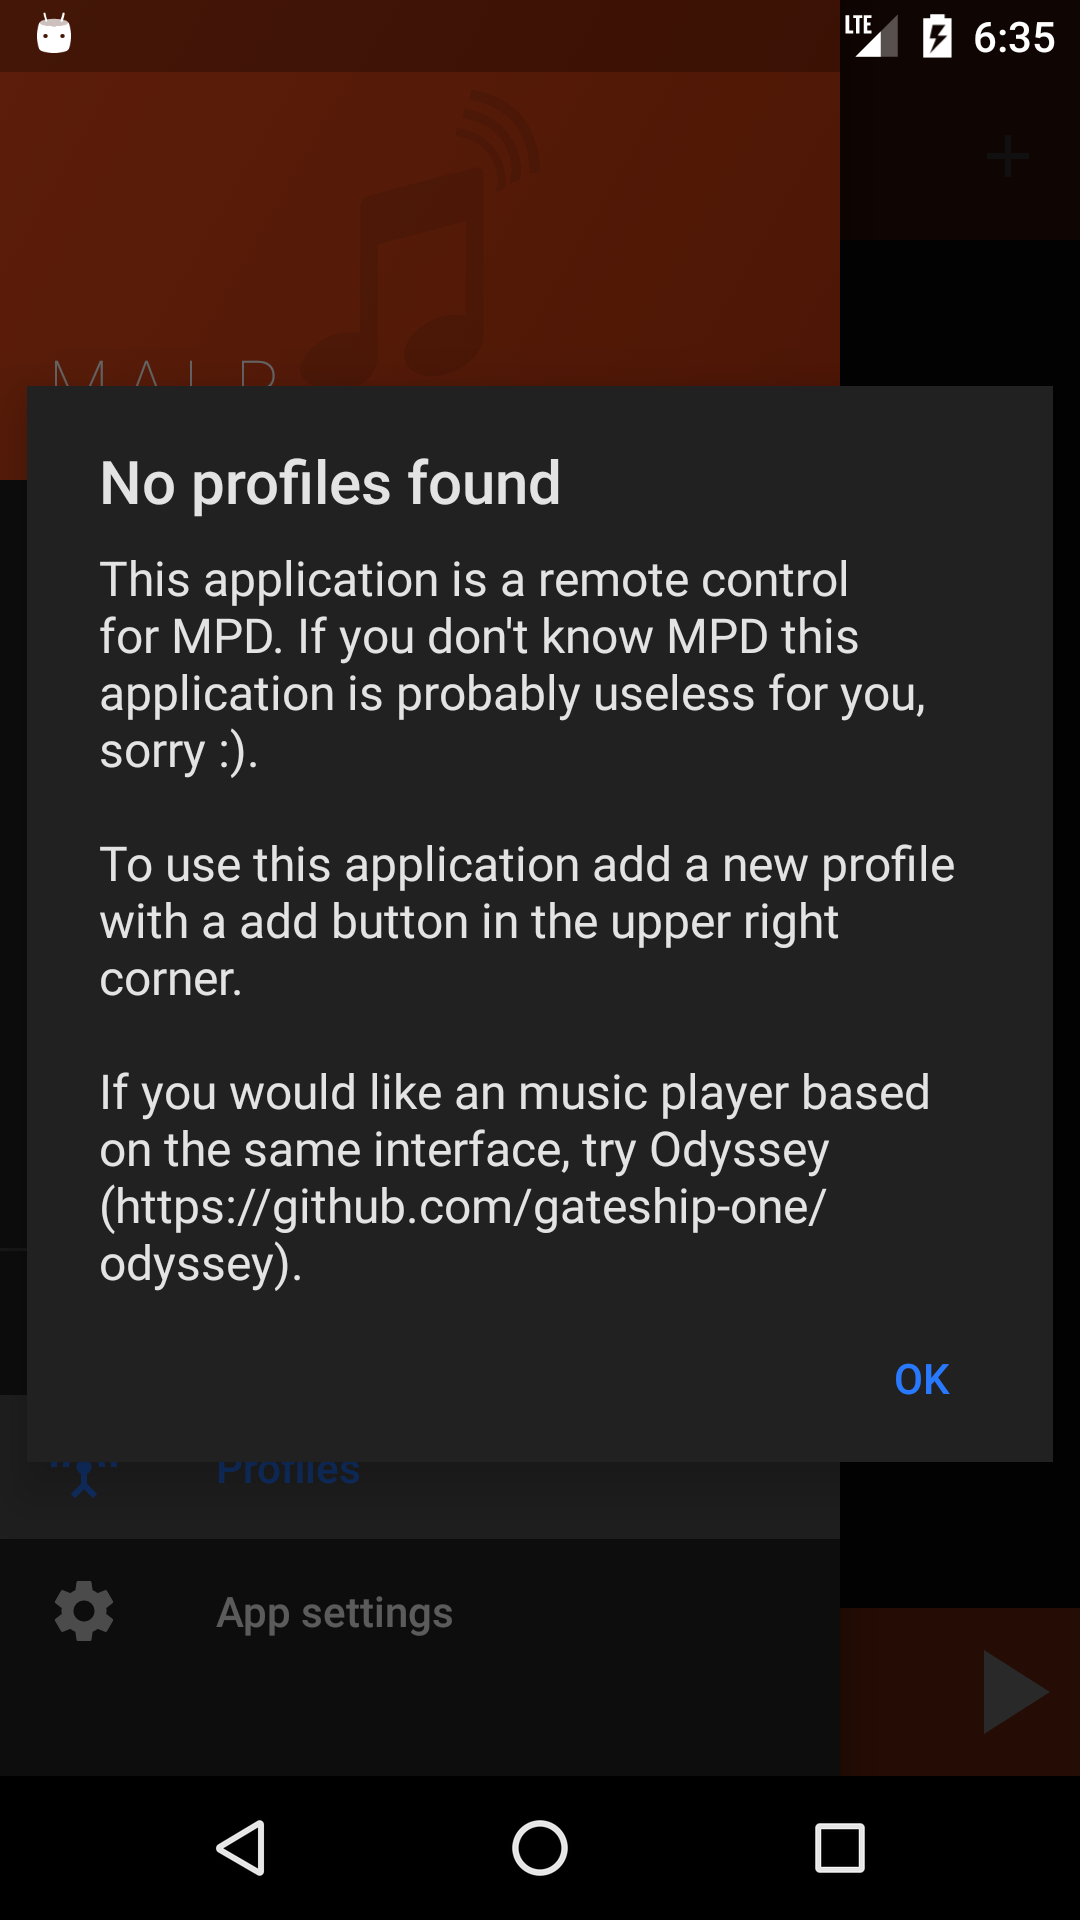 LTE 6:35
M A L P
No profiles found
This application is a remote control
for MPD. If you don't know MPD this
application is probably useless for you,
sorry :).
To use this application add a new profile
with a add button in the upper right
corner.
If you would like an music player based
on the same interface, try Odyssey
(https://github.com/gateship-one/
odyssey).
OK
Profiles
App settings